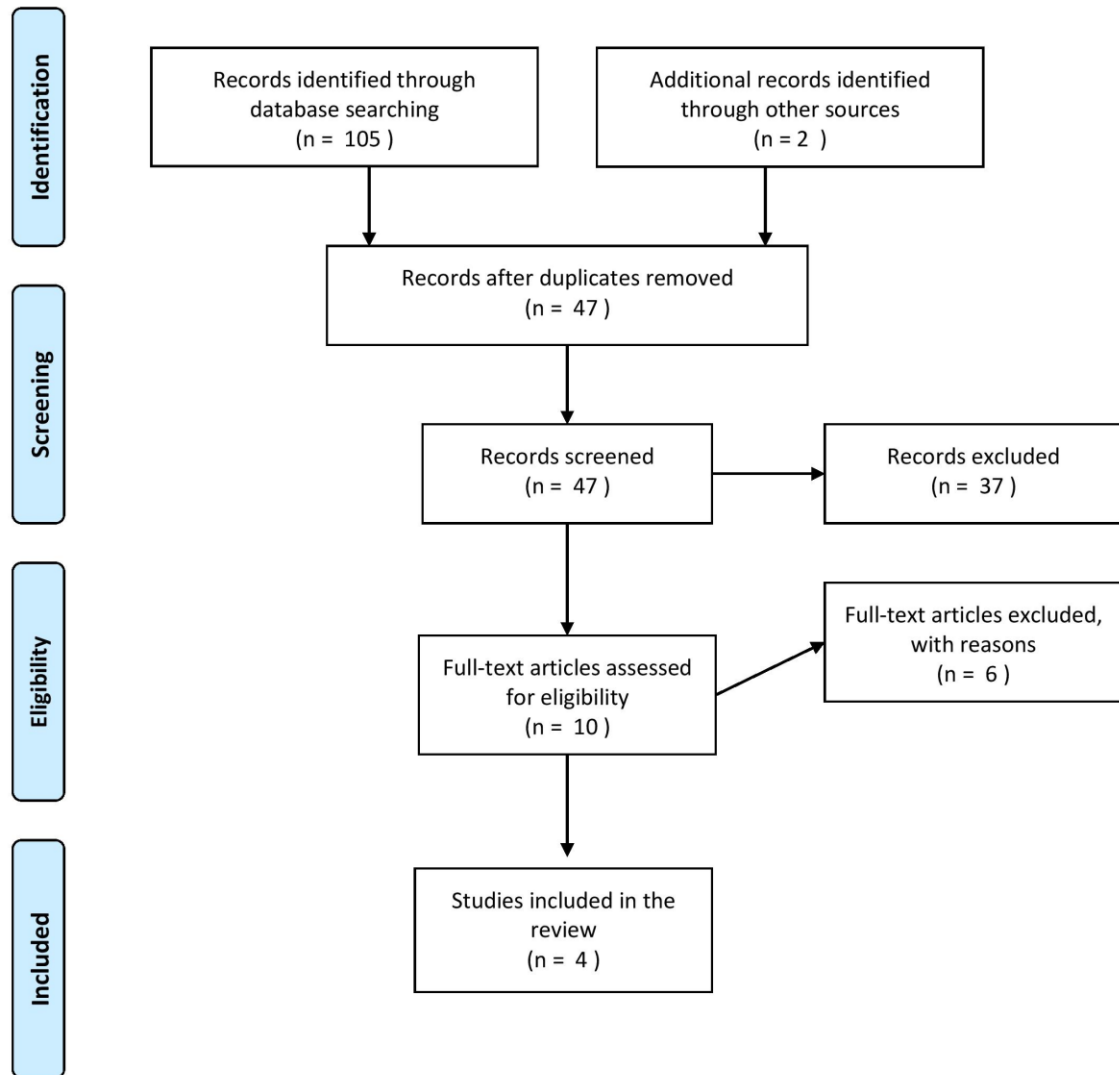 Identification
Records identified through
database searching
(n = 105 )
Additional records identified
through other sources
(n = 2 )
Records after duplicates removed
(n = 47 )
Screening
Records screened
(n = 47 )
Records excluded
(n = 37 )
Eligibility
Full-text articles assessed
for eligibility
(n = 10 )
Full-text articles excluded,
with reasons
(n = 6 )
Included
Studies included in the
review
(n = 4 )